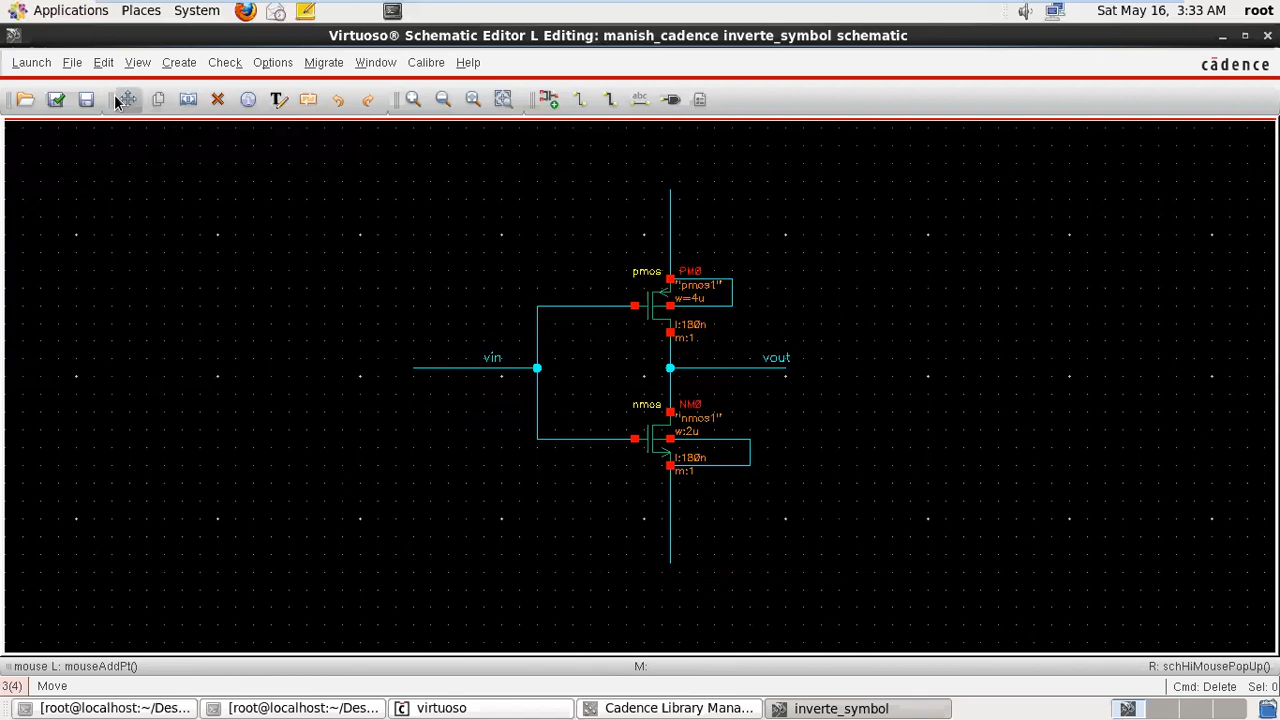 Applications Places System
Sat May 16, 3:33 AM root
Virtuoso® Schematic Editor L Editing: manish_cadence inverte_symbol schematic
Launch File Edit View Create Check Options Migrate Window Calibre Help
cādence
abc
pmos PM0
"pmos1"
w=4u
l:180n
m:1
vin
vout
nmos NM0
"nmos1"
w:2u
l:180n
m:1
mouse L: mouseAddPt() M: R: schHiMousePopUp()
3(4) Move Cmd: Delete Sel: 0
[root@localhost:~/Des... [root@localhost:~/Des... virtuoso Cadence Library Mana... inverte_symbol